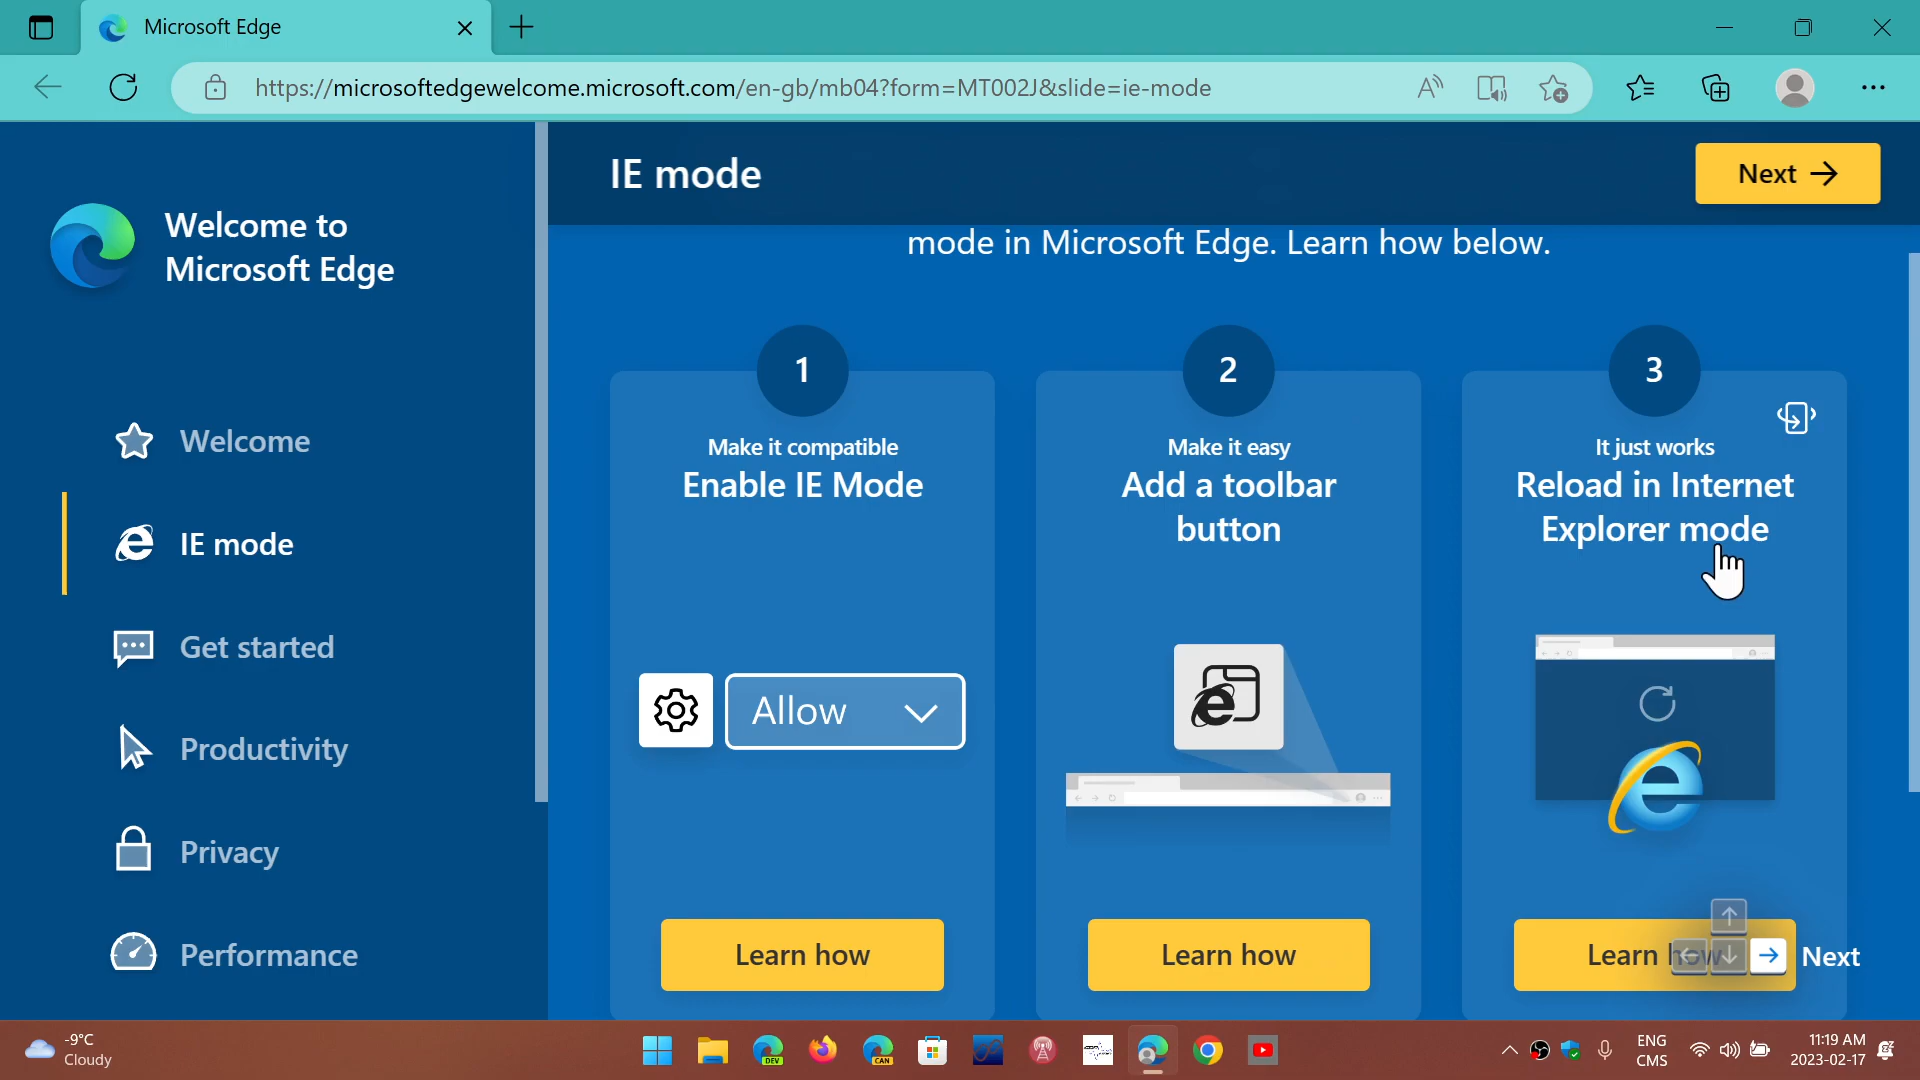 Microsoft Edge
https://microsoftedgewelcome.microsoft.com/en-gb/mb04?form=MT002J&slide=ie-mode
Welcome to
Microsoft Edge
Welcome
IE mode
Get started
Productivity
Privacy
Performance
IE mode
Next
mode in Microsoft Edge. Learn how below.
1
Make it compatible
Enable IE Mode
Allow
Learn how
2
Make it easy
Add a toolbar
button
Learn how
3
It just works
Reload in Internet
Explorer mode
Learn how
Next
-9°C
Cloudy
DEV
CAN
ENG
CMS
11:19 AM
2023-02-17